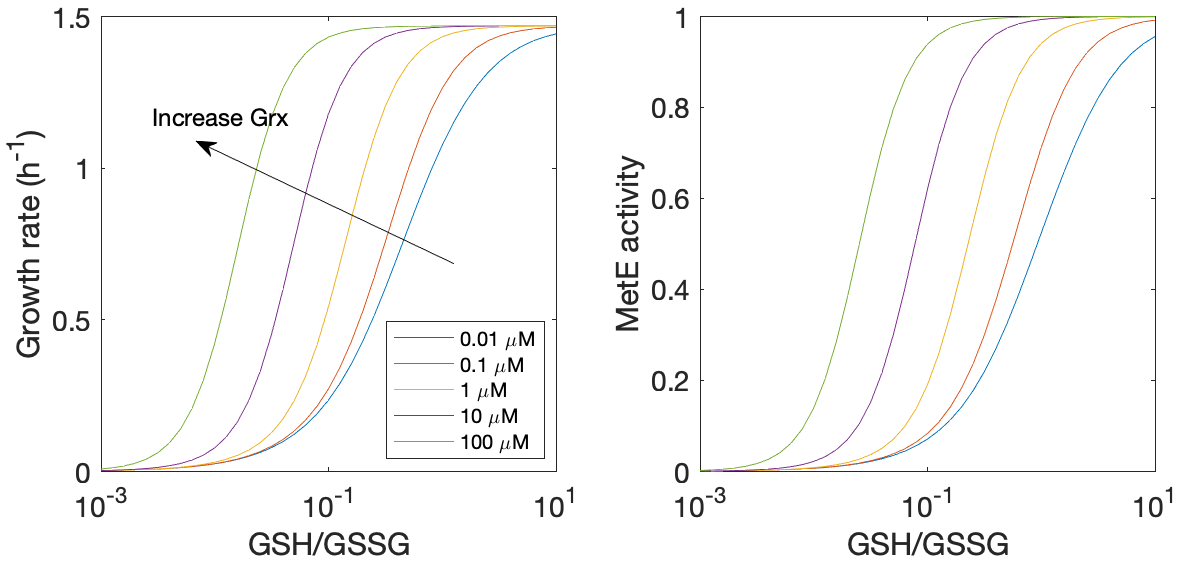 1.5
Increase Grx
1
Growth rate (h-1)
0.5
0.01 μM
0.1 μM
1 μM
10 μM
100 μM
0
10-3
10-1
101
GSH/GSSG
1
0.8
0.6
MetE activity
0.4
0.2
0
10-3
10-1
101
GSH/GSSG